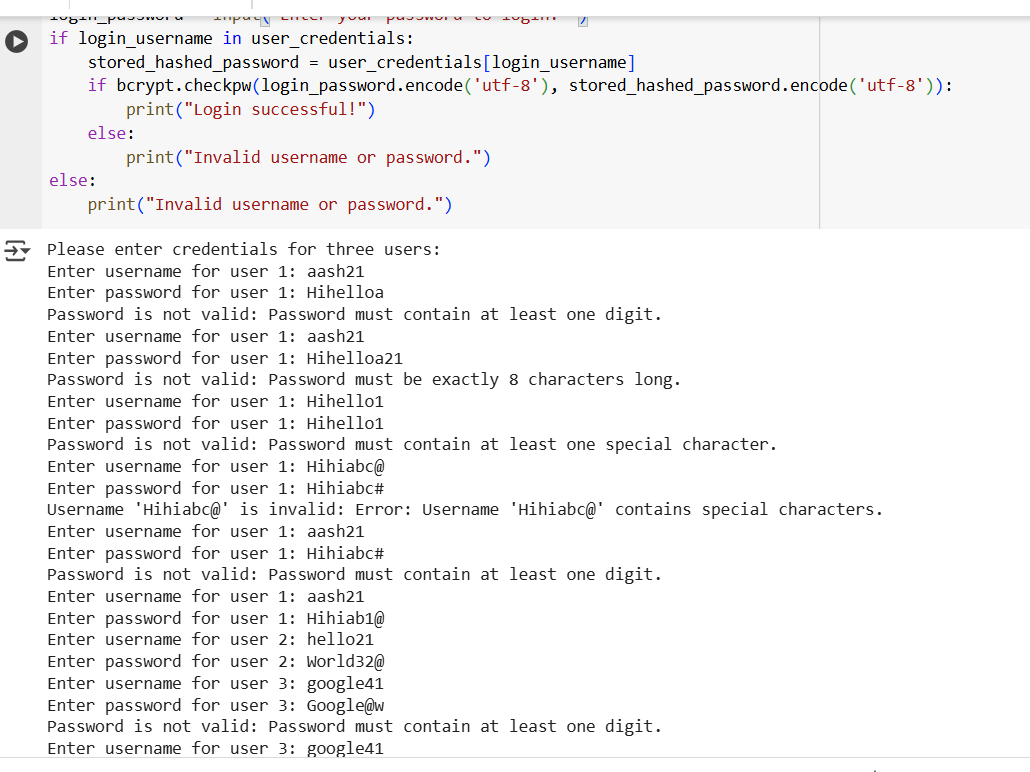 login_password = input("Enter your password to login: ")
if login_username in user_credentials:
    stored_hashed_password = user_credentials[login_username]
    if bcrypt.checkpw(login_password.encode('utf-8'), stored_hashed_password.encode('utf-8')):
        print("Login successful!")
    else:
        print("Invalid username or password.")
else:
    print("Invalid username or password.")
Please enter credentials for three users:
Enter username for user 1: aash21
Enter password for user 1: Hihelloa
Password is not valid: Password must contain at least one digit.
Enter username for user 1: aash21
Enter password for user 1: Hihelloa21
Password is not valid: Password must be exactly 8 characters long.
Enter username for user 1: Hihello1
Enter password for user 1: Hihello1
Password is not valid: Password must contain at least one special character.
Enter username for user 1: Hihiabc@
Enter password for user 1: Hihiabc#
Username 'Hihiabc@' is invalid: Error: Username 'Hihiabc@' contains special characters.
Enter username for user 1: aash21
Enter password for user 1: Hihiabc#
Password is not valid: Password must contain at least one digit.
Enter username for user 1: aash21
Enter password for user 1: Hihiab1@
Enter username for user 2: hello21
Enter password for user 2: World32@
Enter username for user 3: google41
Enter password for user 3: Google@w
Password is not valid: Password must contain at least one digit.
Enter username for user 3: google41